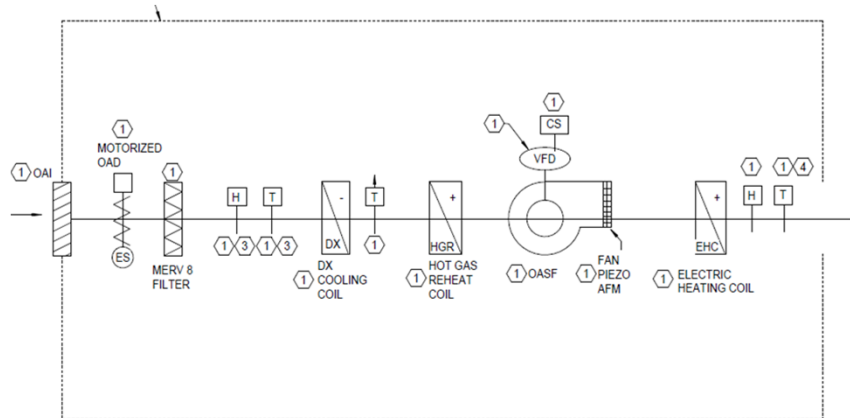 1
MOTORIZED
OAD
1 OAI
1
ES
MERV 8
FILTER
H
T
1 3 1 3
-
DX
1 DX
COOLING
COIL
T
1
+
HGR
1 HOT GAS
REHEAT
COIL
1
CS
1
VFD
1 OASF
1 FAN
PIEZO
AFM
+
EHC
1 ELECTRIC
HEATING COIL
1
H
1 4
T